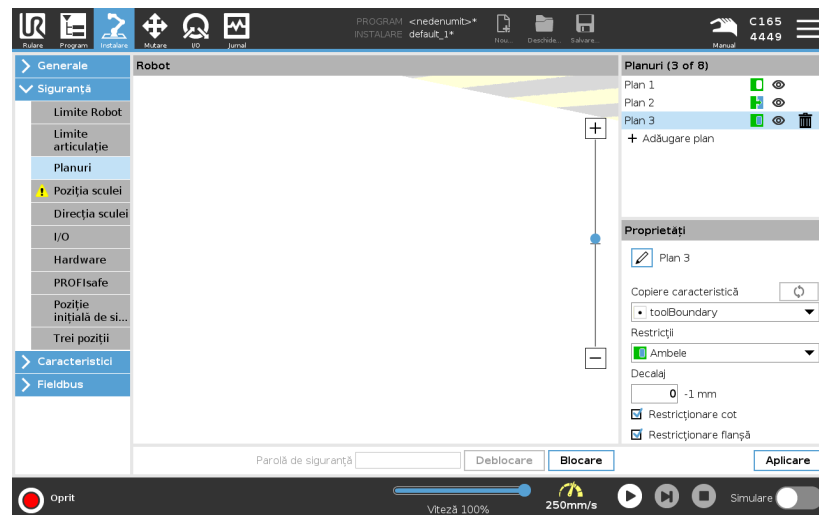 PROGRAM <nedenumit>*
INSTALARE default_1*
C165
4449
Rulare
Program
Instalare
Mutare
I/O
Jurnal
Nou...
Deschide...
Salvare...
Manual
Generale
Siguranță
Limite Robot
Limite
articulație
Planuri
Poziția sculei
Direcția sculei
I/O
Hardware
PROFIsafe
Poziție
inițială de si...
Trei poziții
Caracteristici
Fieldbus
Robot
Planuri (3 of 8)
Plan 1
Plan 2
Plan 3
+ Adăugare plan
Proprietăți
Plan 3
Copiere caracteristică
toolBoundary
Restricții
Ambele
Decalaj
0 -1 mm
Restricționare cot
Restricționare flanșă
Parolă de siguranță
Deblocare
Blocare
Aplicare
Oprit
Viteză 100%
250mm/s
Simulare